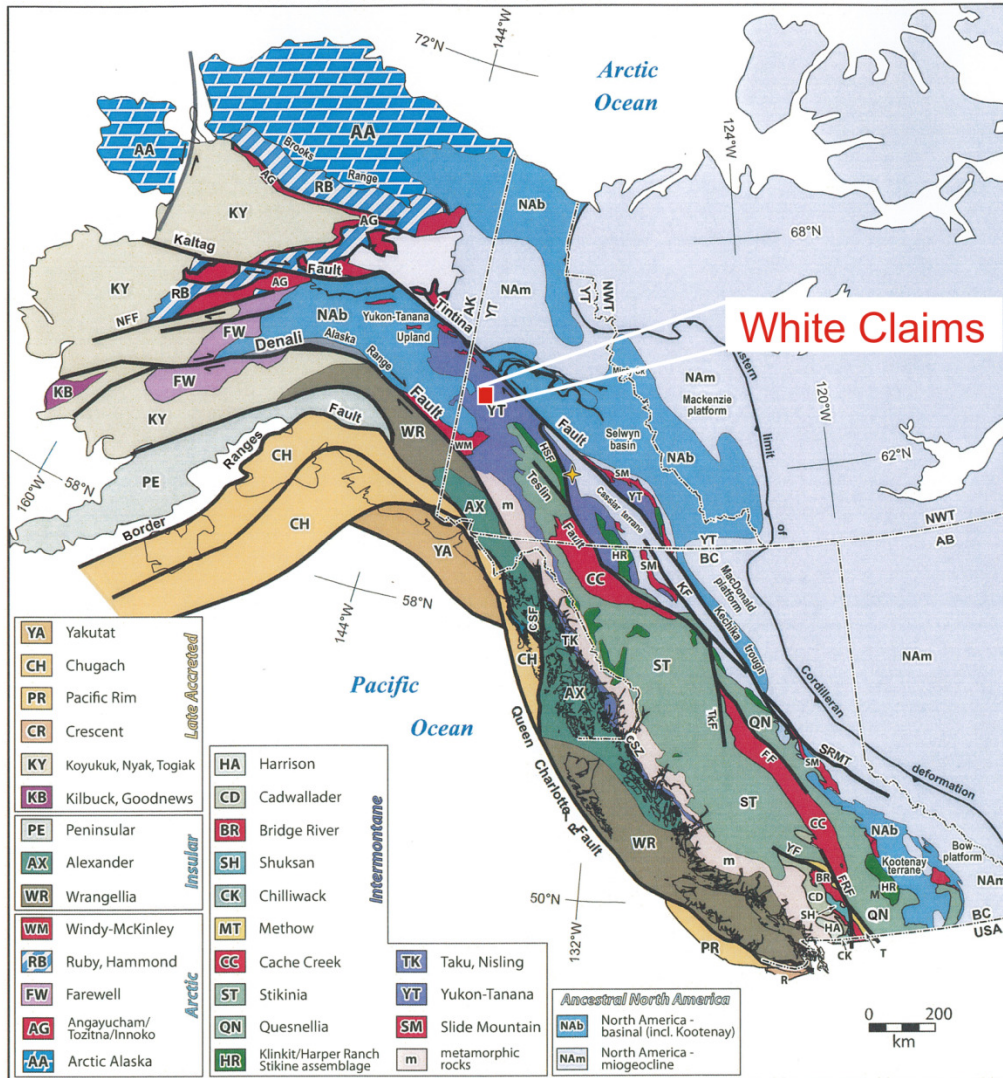 72°N
144°W
Arctic
Ocean
AA
AA
Brooks
Range
RB
AG
KY
AG
NAb
124°W
68°N
Kaltag
Fault
KY
RB
AG
NFF
FW
NAb
Yukon-Tanana
Upland
Tintina
AK
YT
NAm
YT
NWT
White Claims
Denali
Alaska
Range
Fault
KB
FW
KY
WR
WM
YT
Fault
Selwyn
basin
NAb
NAm
Mackenzie
platform
limit
of
120°W
62°N
160°W
58°N
PE
Border
Ranges
Fault
CH
CH
YA
AX
m
HSF
Teslin
Fault
SM
YT
Cassiar terrane
HR
SM
CC
YT
BC
NWT
AB
KF
MacDonald
platform
Kechika
trough
NAm
144°W
58°N
CSF
CH
TK
AX
CSZ
ST
TkF
QN
FF
SM
SRMT
Cordilleran
deformation
Pacific
Ocean
Queen
Charlotte
Fault
WR
ST
m
CC
YF
BR
CD
SH
HA
FRF
NAb
Kootenay
terrane
HR
M
QN
Bow
platform
NAm
BC
USA
CK
T
50°N
132°W
PR
R
YA Yakutat
CH Chugach
PR Pacific Rim
CR Crescent
KY Koyukuk, Nyak, Togiak
KB Kilbuck, Goodnews
Late Accreted
PE Peninsular
AX Alexander
WR Wrangellia
Insular
WM Windy-McKinley
RB Ruby, Hammond
FW Farewell
AG Angayucham/
Tozitna/Innoko
AA Arctic Alaska
Arctic
HA Harrison
CD Cadwallader
BR Bridge River
SH Shuksan
CK Chilliwack
MT Methow
CC Cache Creek
ST Stikinia
QN Quesnellia
HR Klinkit/Harper Ranch
Stikine assemblage
Intermontane
TK Taku, Nisling
YT Yukon-Tanana
SM Slide Mountain
m metamorphic
rocks
Ancestral North America
NAb North America -
basinal (incl. Kootenay)
NAm North America -
miogeocline
0 200
km